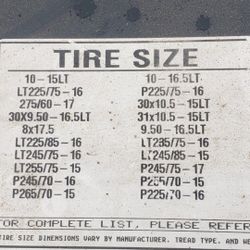 TIRE SIZE
10-15LT 10-16.5LT
LT225/75-16 P225/75-16
275/60-17 30x10.5-15LT
30X9.50-16.5LT 31x10.5-15LT
8x17.5 9.50-16.5LT
LT225/85-16 LT235/75-16
LT245/75-16 LT245/85-16
LT255/75-15 P245/75-17
P245/70-16 P255/70-15
P265/70-15 P225/70-16
FOR COMPLETE LIST, PLEASE REFER
TIRE SIZE DIMENSIONS VARY BY MANUFACTURER, TREAD TYPE, AND